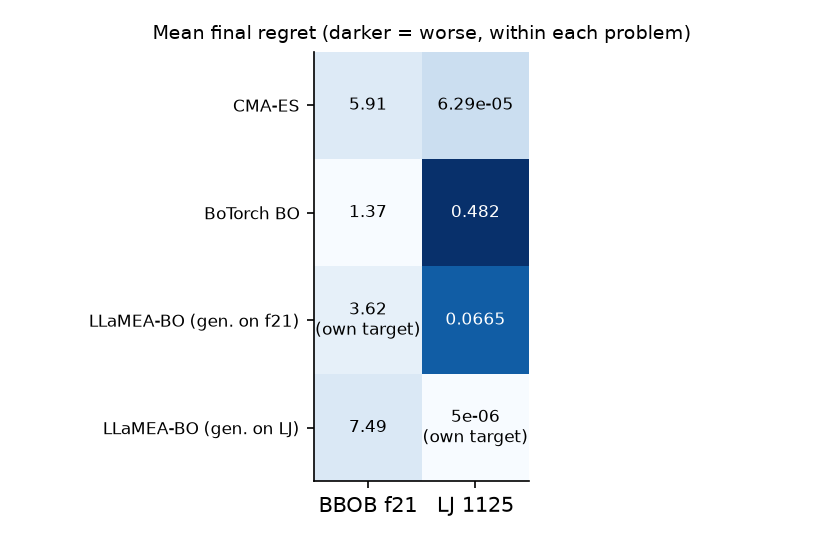 Mean final regret (darker = worse, within each problem)
CMA-ES
5.91
6.29e-05
BoTorch BO
1.37
0.482
LLaMEA-BO (gen. on f21)
3.62
(own target)
0.0665
LLaMEA-BO (gen. on LJ)
7.49
5e-06
(own target)
BBOB f21
LJ 1125